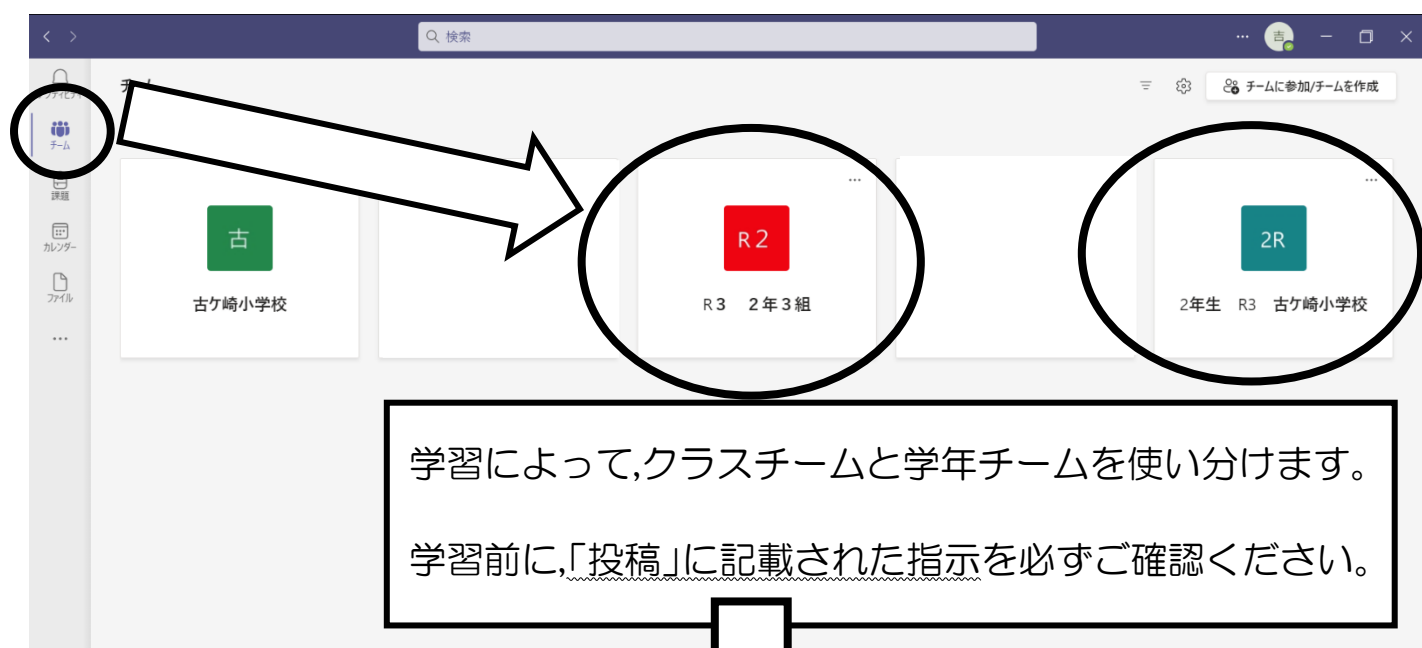 検索
吉
チームに参加/チームを作成
チーム
課題
カレンダー
ファイル
古
古ケ崎小学校
R２
R３　２年３組
2R
2年生　R3　古ケ崎小学校
学習によって,クラスチームと学年チームを使い分けます。
学習前に,「投稿」に記載された指示を必ずご確認ください。